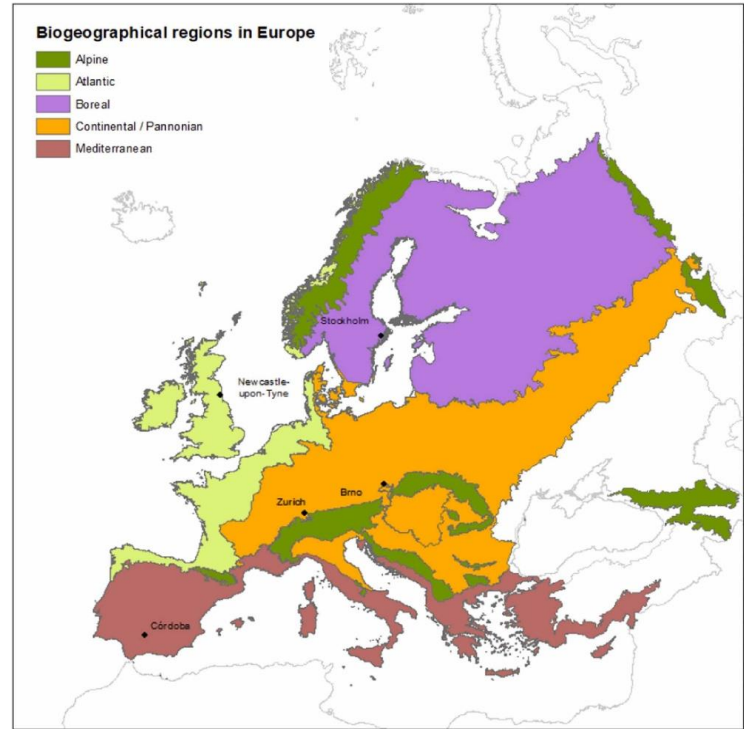 Biogeographical regions in Europe
Alpine
Atlantic
Boreal
Continental / Pannonian
Mediterranean
Stockholm
Newcastle-
upon-Tyne
Zurich
Brno
Córdoba